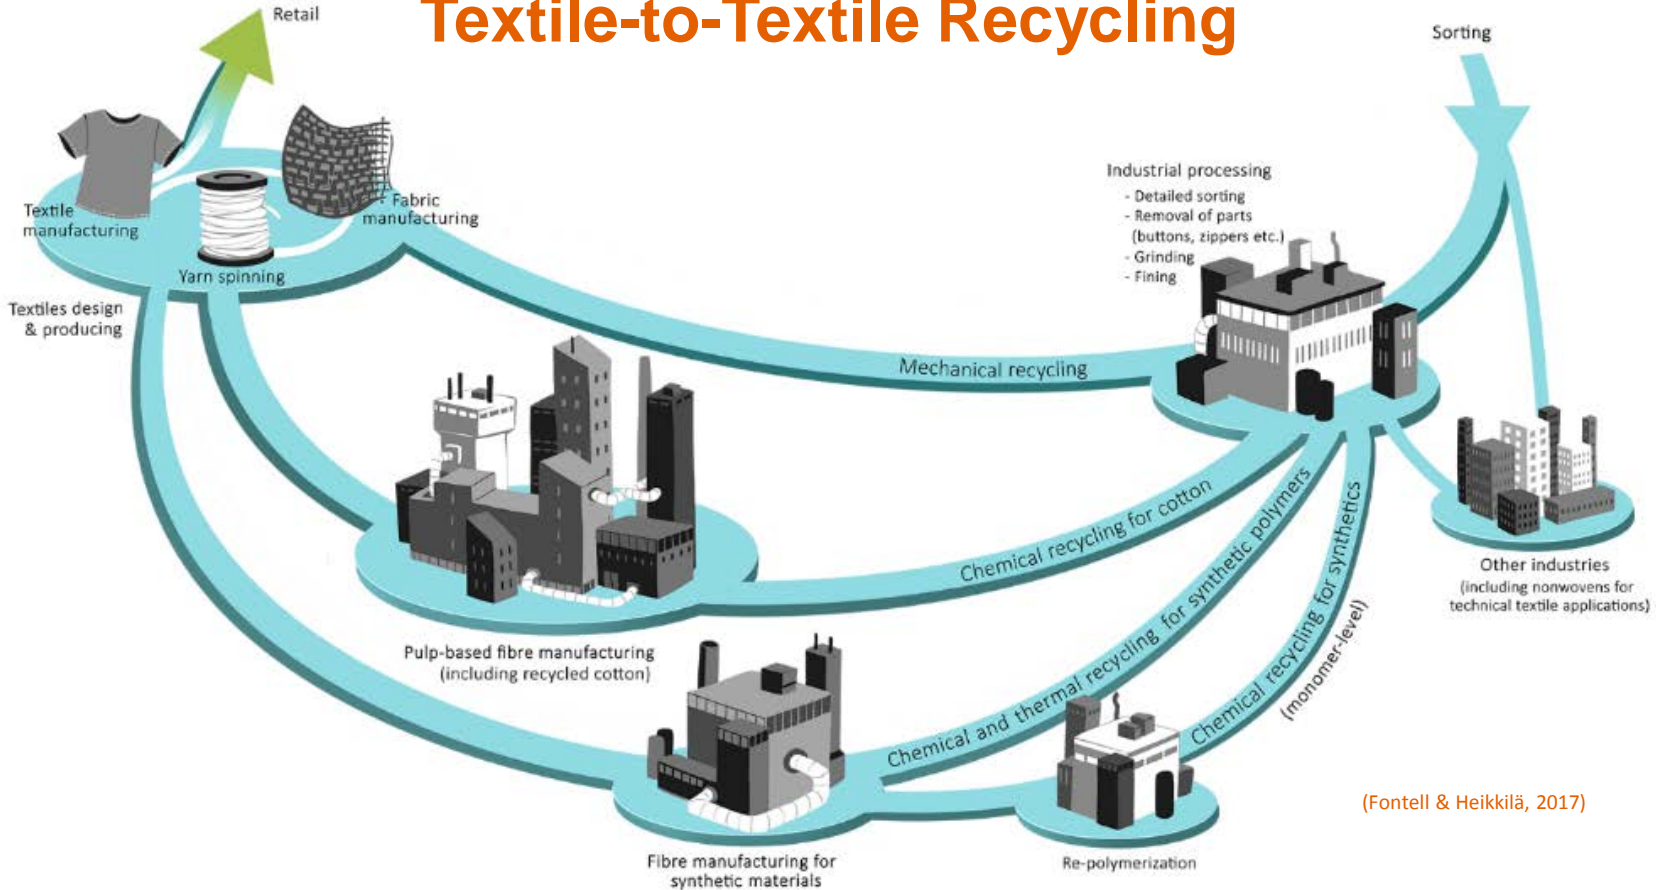 Textile-to-Textile Recycling
Retail
Sorting
Textile
manufacturing
Fabric
manufacturing
Yarn spinning
Textiles design
& producing
Industrial processing
- Detailed sorting
- Removal of parts
(buttons, zippers etc.)
- Grinding
- Fining
Mechanical recycling
Chemical recycling for cotton
Chemical and thermal recycling for synthetic polymers
Chemical recycling for synthetics
(monomer-level)
Other industries
(including nonwovens for
technical textile applications)
Pulp-based fibre manufacturing
(including recycled cotton)
Fibre manufacturing for
synthetic materials
Re-polymerization
(Fontell & Heikkilä, 2017)